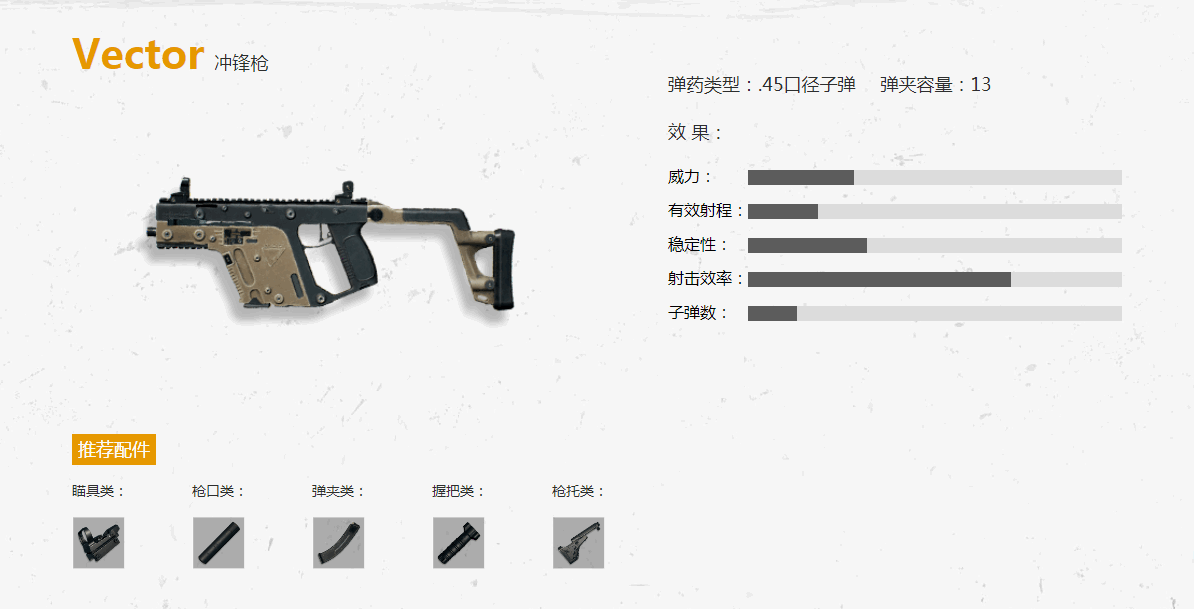 Vector 冲锋枪
弹药类型：.45口径子弹 弹夹容量：13
效 果：
威力：
有效射程：
稳定性：
射击效率：
子弹数：
推荐配件
瞄具类： 枪口类： 弹夹类： 握把类： 枪托类：